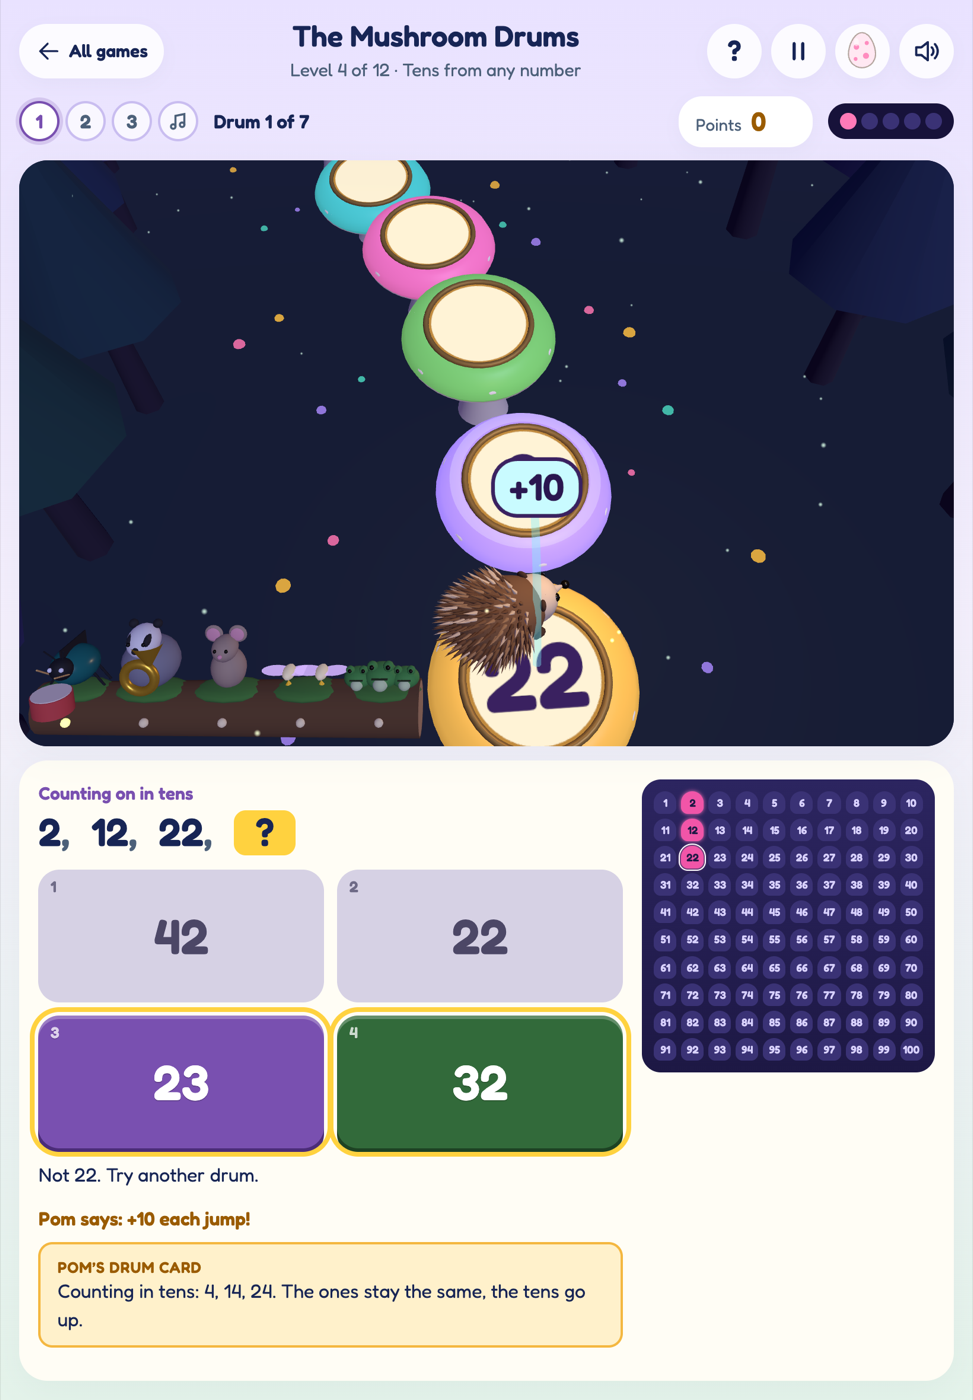 All games
The Mushroom Drums
Level 4 of 12 · Tens from any number
?
1 2 3 Drum 1 of 7
Points 0
+10
22
Counting on in tens
2, 12, 22, ?
1 42
2 22
3 23
4 32
Not 22. Try another drum.
Pom says: +10 each jump!
POM'S DRUM CARD
Counting in tens: 4, 14, 24. The ones stay the same, the tens go
up.
1 2 3 4 5 6 7 8 9 10
11 12 13 14 15 16 17 18 19 20
21 22 23 24 25 26 27 28 29 30
31 32 33 34 35 36 37 38 39 40
41 42 43 44 45 46 47 48 49 50
51 52 53 54 55 56 57 58 59 60
61 62 63 64 65 66 67 68 69 70
71 72 73 74 75 76 77 78 79 80
81 82 83 84 85 86 87 88 89 90
91 92 93 94 95 96 97 98 99 100